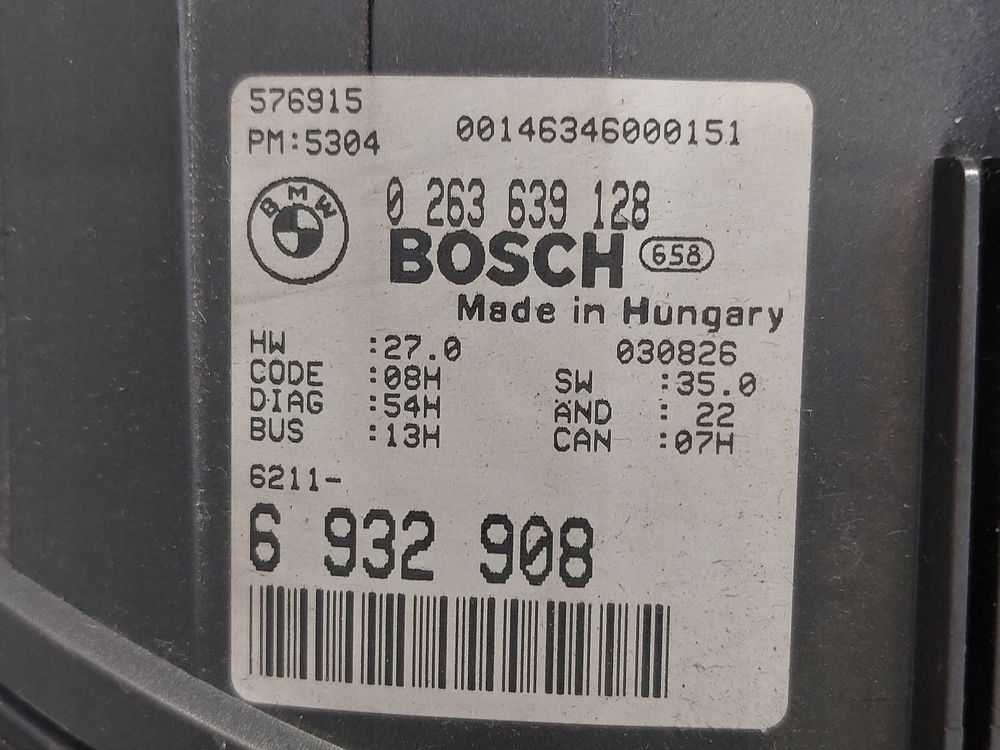 576915
PM:5304
00146346000151
BMW
0 263 639 128
BOSCH 658
Made in Hungary
HW :27.0
030826
CODE :08H
SW :35.0
DIAG :54H
AND : 22
BUS :13H
CAN :07H
6211-
6 932 908